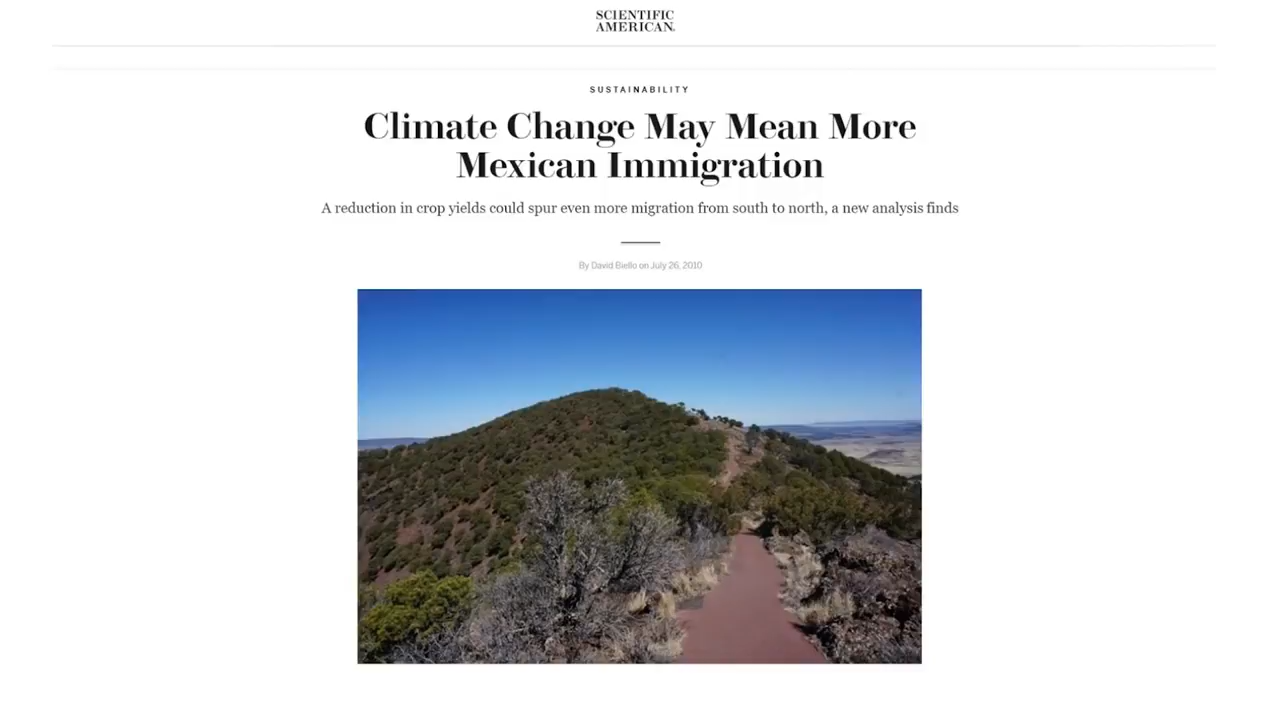 SCIENTIFIC
AMERICAN.
SUSTAINABILITY
Climate Change May Mean More
Mexican Immigration
A reduction in crop yields could spur even more migration from south to north, a new analysis finds
By David Biello on July 26, 2010